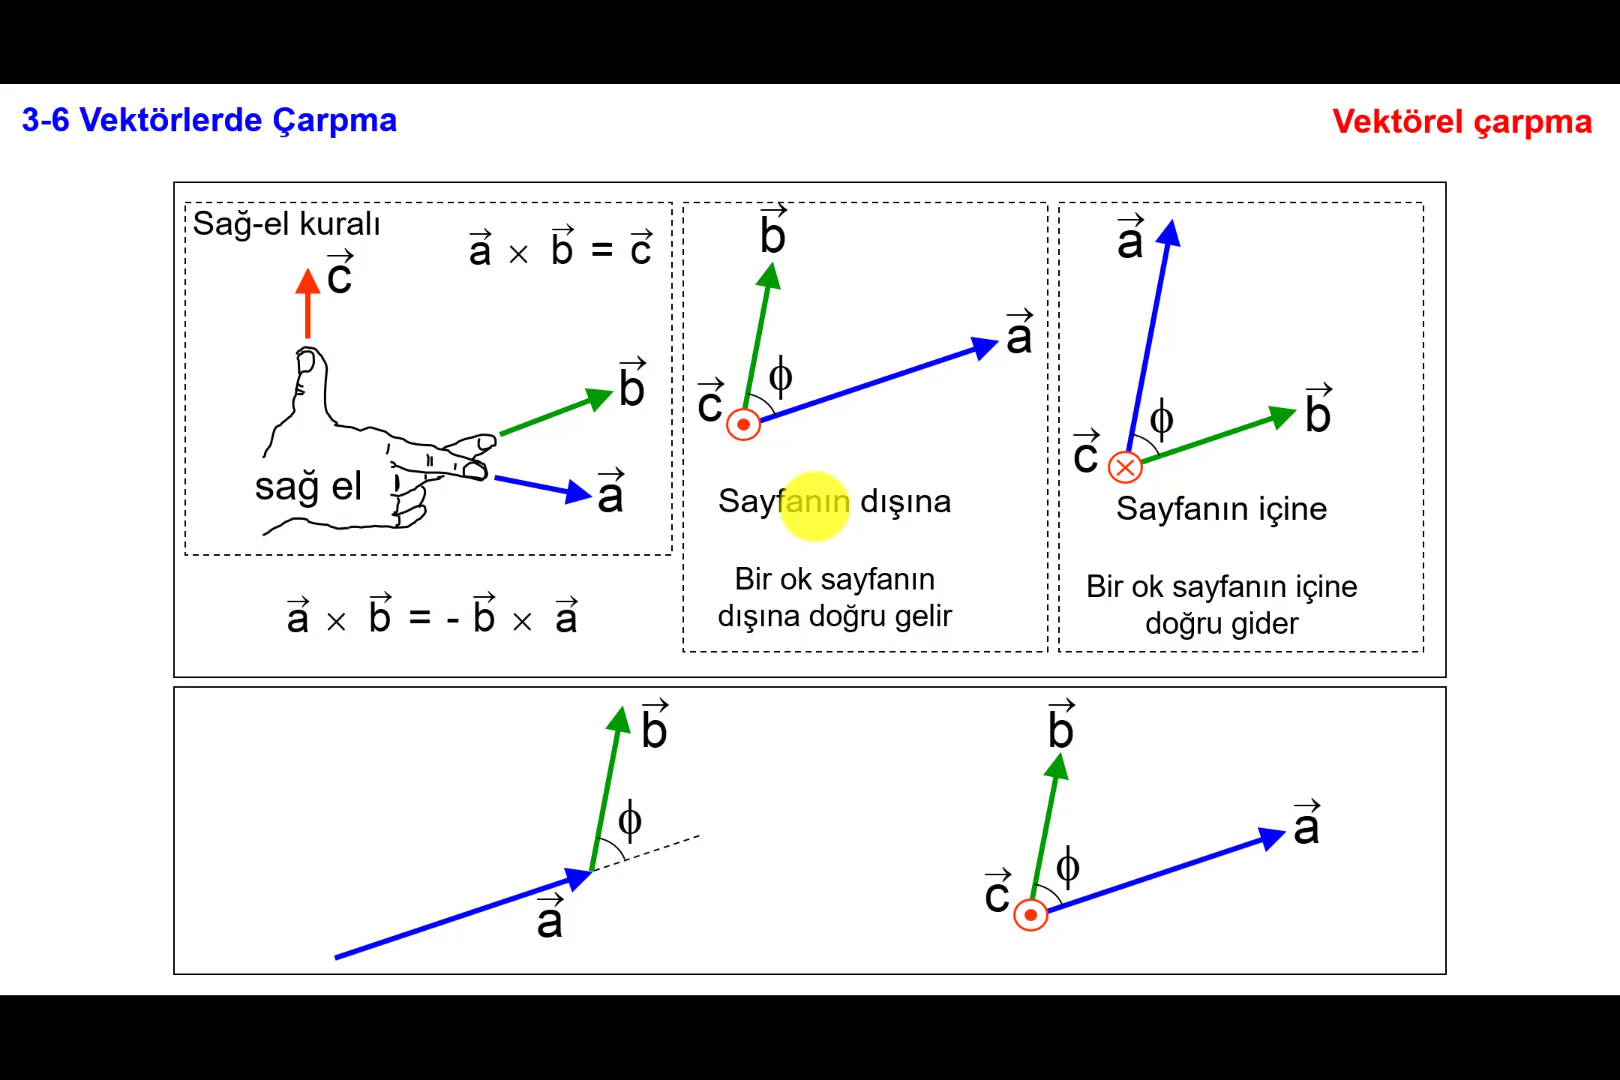 3-6 Vektörlerde Çarpma
Vektörel çarpma
Sağ-el kuralı
a⃗ × b⃗ = c⃗
c⃗
b⃗
a⃗
sağ el
a⃗ × b⃗ = - b⃗ × a⃗
b⃗
a⃗
ϕ
c⃗
Sayfanın dışına
Bir ok sayfanın
dışına doğru gelir
a⃗
ϕ
b⃗
c⃗
Sayfanın içine
Bir ok sayfanın içine
doğru gider
b⃗
ϕ
a⃗
b⃗
a⃗
ϕ
c⃗